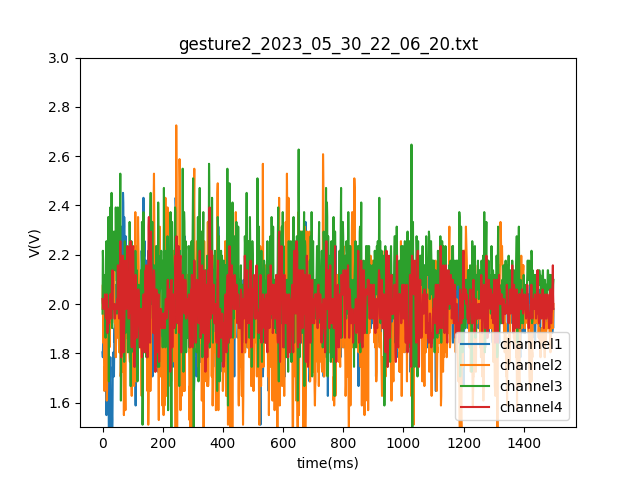 gesture2_2023_05_30_22_06_20.txt
3.0
2.8
2.6
2.4
2.2
2.0
1.8
1.6
V(V)
channel1
channel2
channel3
channel4
0 200 400 600 800 1000 1200 1400
time(ms)